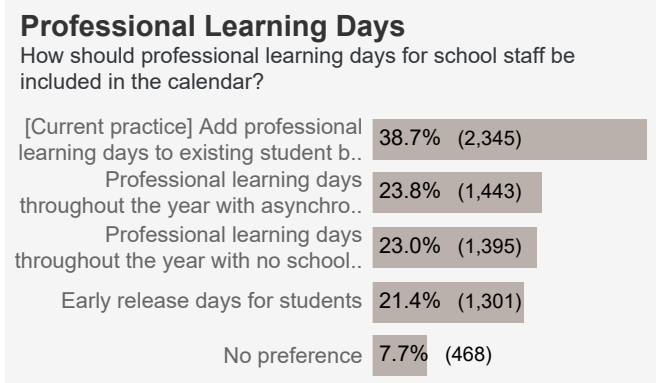 Professional Learning Days
How should professional learning days for school staff be
included in the calendar?
[Current practice] Add professional
learning days to existing student b..
38.7% (2,345)
Professional learning days
throughout the year with asynchro..
23.8% (1,443)
Professional learning days
throughout the year with no school..
23.0% (1,395)
Early release days for students
21.4% (1,301)
No preference
7.7% (468)